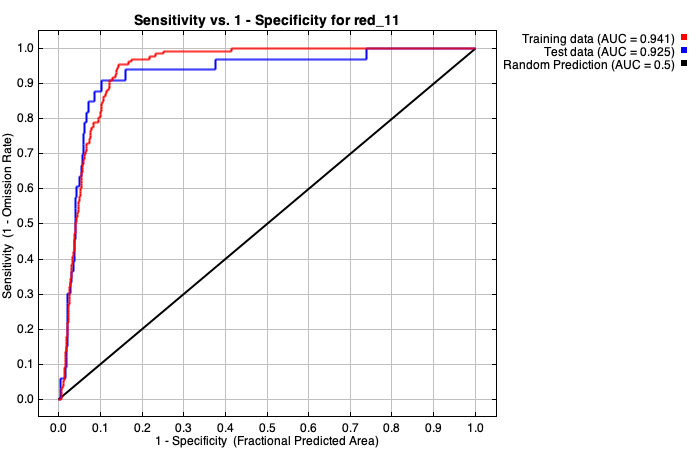 Sensitivity vs. 1 - Specificity for red_11
Training data (AUC = 0.941)
Test data (AUC = 0.925)
Random Prediction (AUC = 0.5)
Sensitivity (1 - Omission Rate)
1.0
0.9
0.8
0.7
0.6
0.5
0.4
0.3
0.2
0.1
0.0
0.0 0.1 0.2 0.3 0.4 0.5 0.6 0.7 0.8 0.9 1.0
1 - Specificity (Fractional Predicted Area)